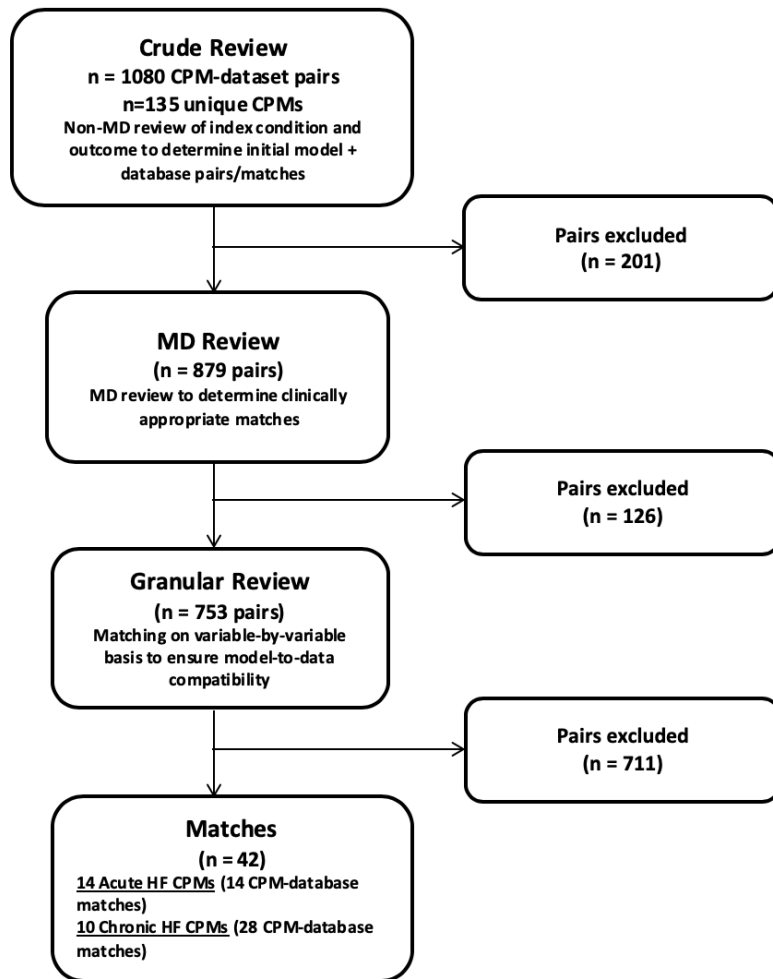 Crude Review
n = 1080 CPM-dataset pairs
n=135 unique CPMs
Non-MD review of index condition and
outcome to determine initial model +
database pairs/matches
Pairs excluded
(n = 201)
MD Review
(n = 879 pairs)
MD review to determine clinically
appropriate matches
Pairs excluded
(n = 126)
Granular Review
(n = 753 pairs)
Matching on variable-by-variable
basis to ensure model-to-data
compatibility
Pairs excluded
(n = 711)
Matches
(n = 42)
14 Acute HF CPMs (14 CPM-database
matches)
10 Chronic HF CPMs (28 CPM-database
matches)